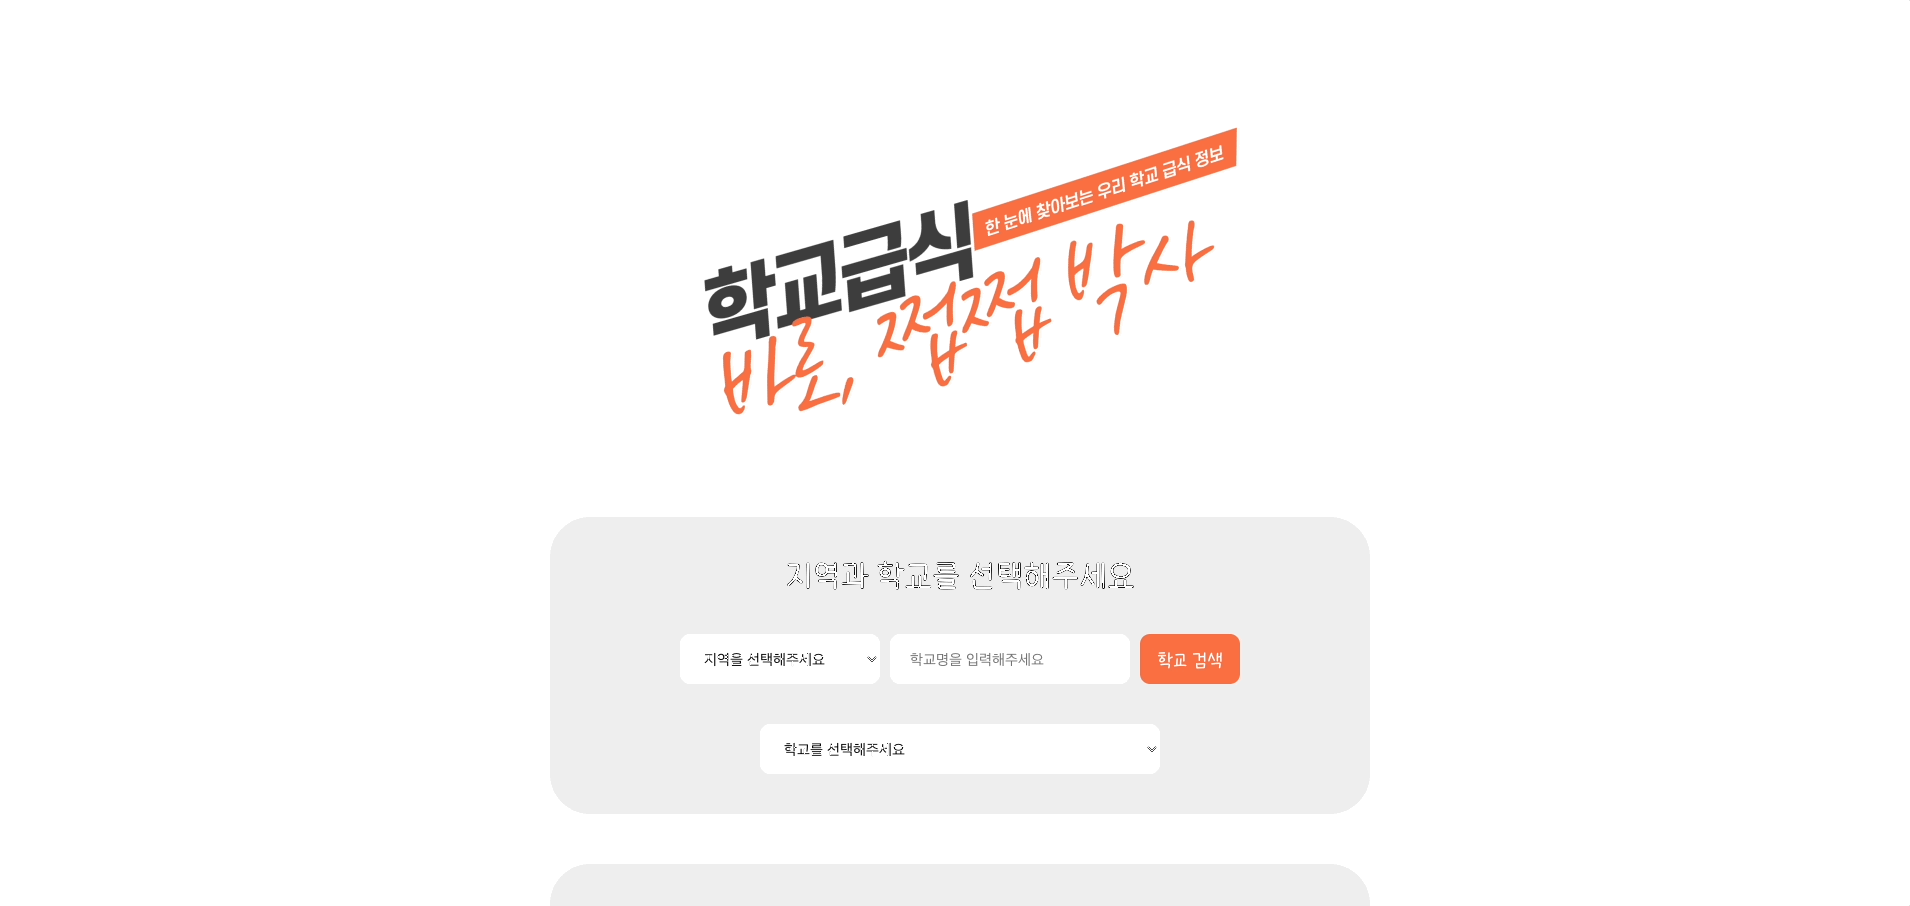 한 눈에 찾아보는 우리 학교 급식 정보
학교급식
바로, 쩝쩝 박사
지역과 학교를 선택해주세요
지역을 선택해주세요
학교명을 입력해주세요
학교 검색
학교를 선택해주세요